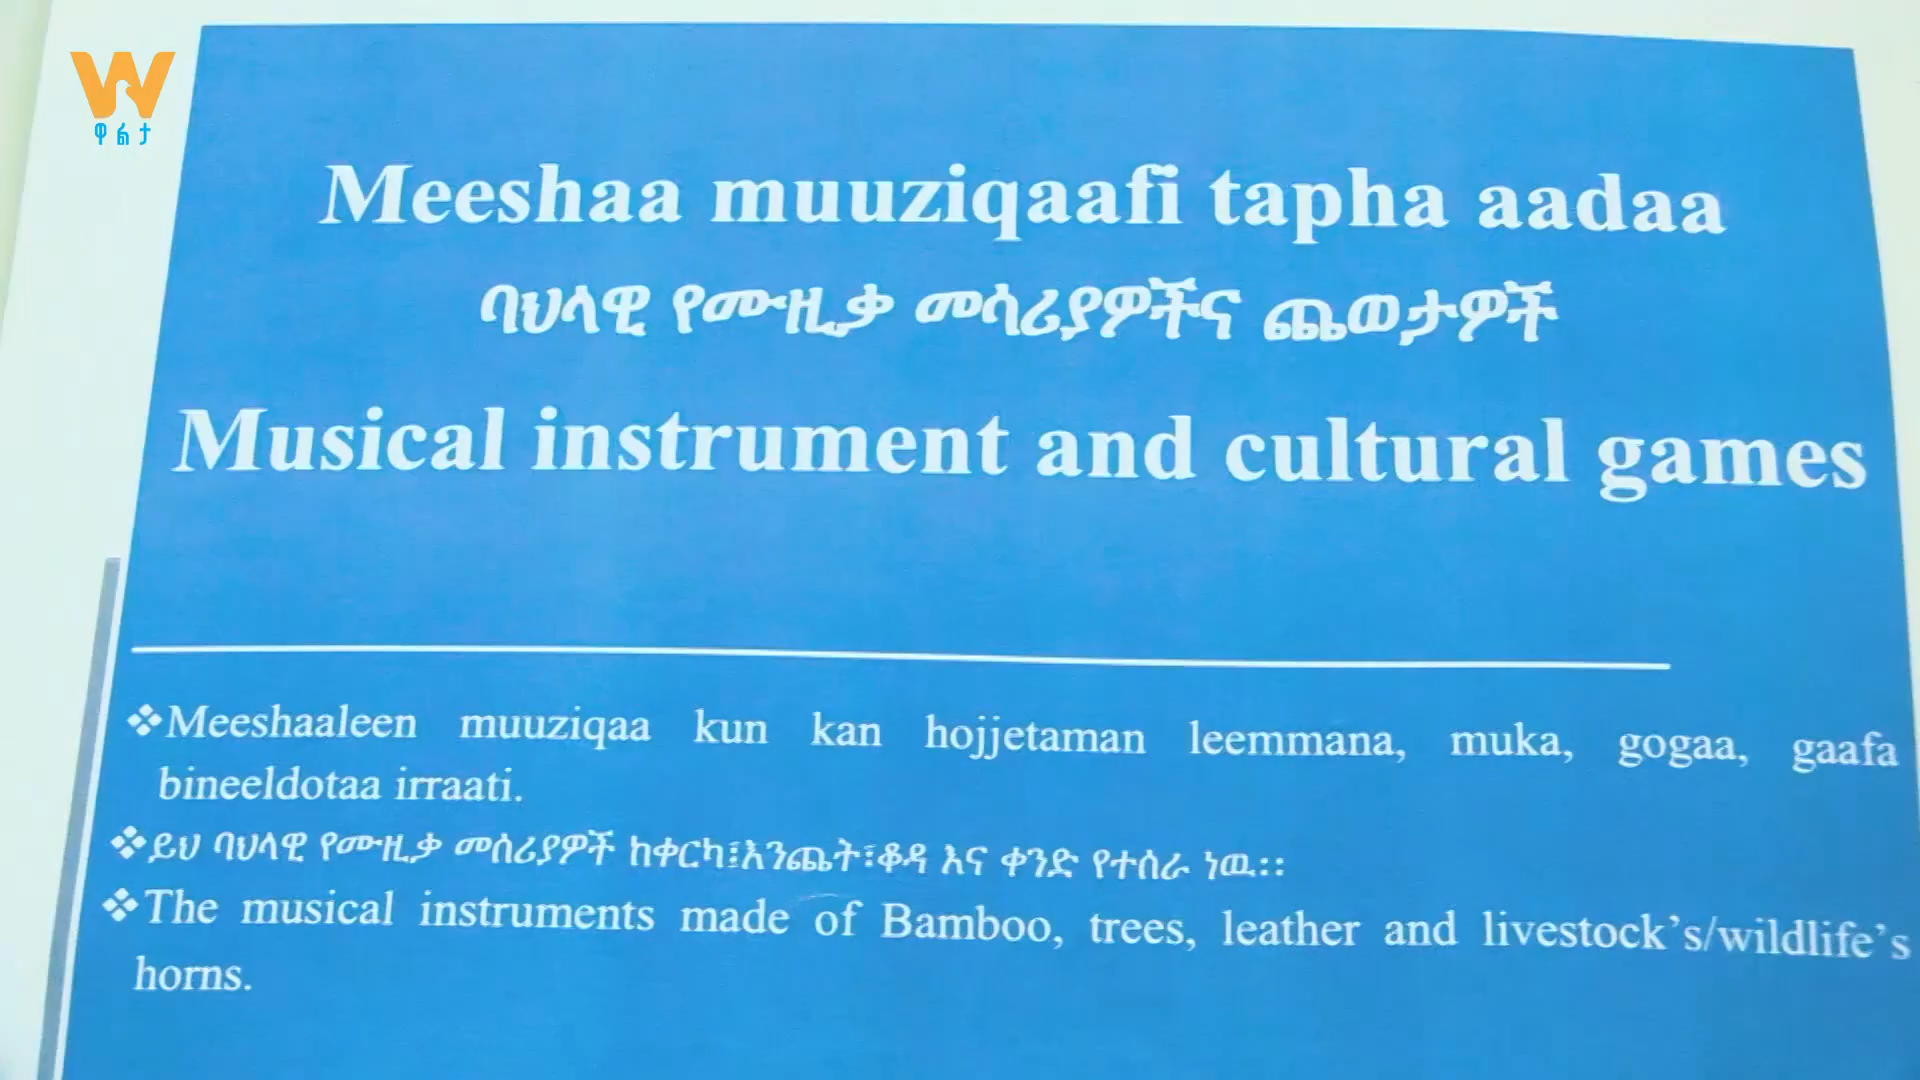 ዋልታ
Meeshaa muuziqaafi tapha aadaa
ባህላዊ የሙዚቃ መሳሪያዎችና ጨወታዎች
Musical instrument and cultural games
❖Meeshaaleen muuziqaa kun kan hojjetaman leemmana, muka, gogaa, gaafa
bineeldotaa irraati.
❖ይህ ባህላዊ የሙዚቃ መሰሪያዎች ከቀርካ፤እንጨት፣ቆዳ እና ቀንድ የተሰራ ነዉ፡፡
❖The musical instruments made of Bamboo, trees, leather and livestock's/wildlife's
horns.